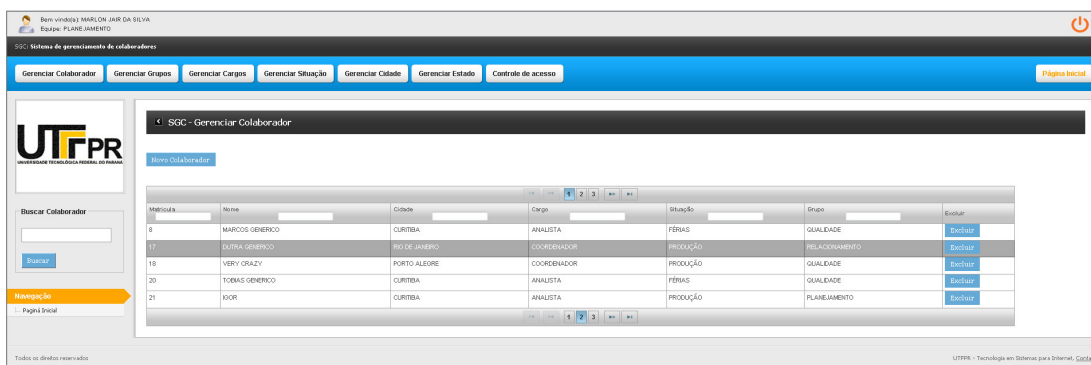 Bem vindo(a): MARLON JAIR DA SILVA
Equipe: PLANEJAMENTO
SGC: Sistema de gerenciamento de colaboradores
Gerenciar Colaborador Gerenciar Grupos Gerenciar Cargos Gerenciar Situação Gerenciar Cidade Gerenciar Estado Controle de acesso Página Inicial
UTFPR
UNIVERSIDADE TECNOLÓGICA FEDERAL DO PARANÁ
SGC - Gerenciar Colaborador
Novo Colaborador
1 2 3
Buscar Colaborador
Buscar
Navegação
Paginá Inicial
Matricula Nome Cidade Cargo Situação Grupo Excluir
8 MARCOS GENERICO CURITIBA ANALISTA FÉRIAS QUALIDADE Excluir
17 DUTRA GENERICO RIO DE JANEIRO COORDENADOR PRODUÇÃO RELACIONAMENTO Excluir
18 VERY CRAZY PORTO ALEGRE COORDENADOR PRODUÇÃO QUALIDADE Excluir
20 TOBIAS GENERICO CURITIBA ANALISTA FÉRIAS QUALIDADE Excluir
21 IGOR CURITIBA ANALISTA PRODUÇÃO PLANEJAMENTO Excluir
1 2 3
Todos os direitos reservados
UTFPR - Tecnologia em Sistemas para Internet, Conta